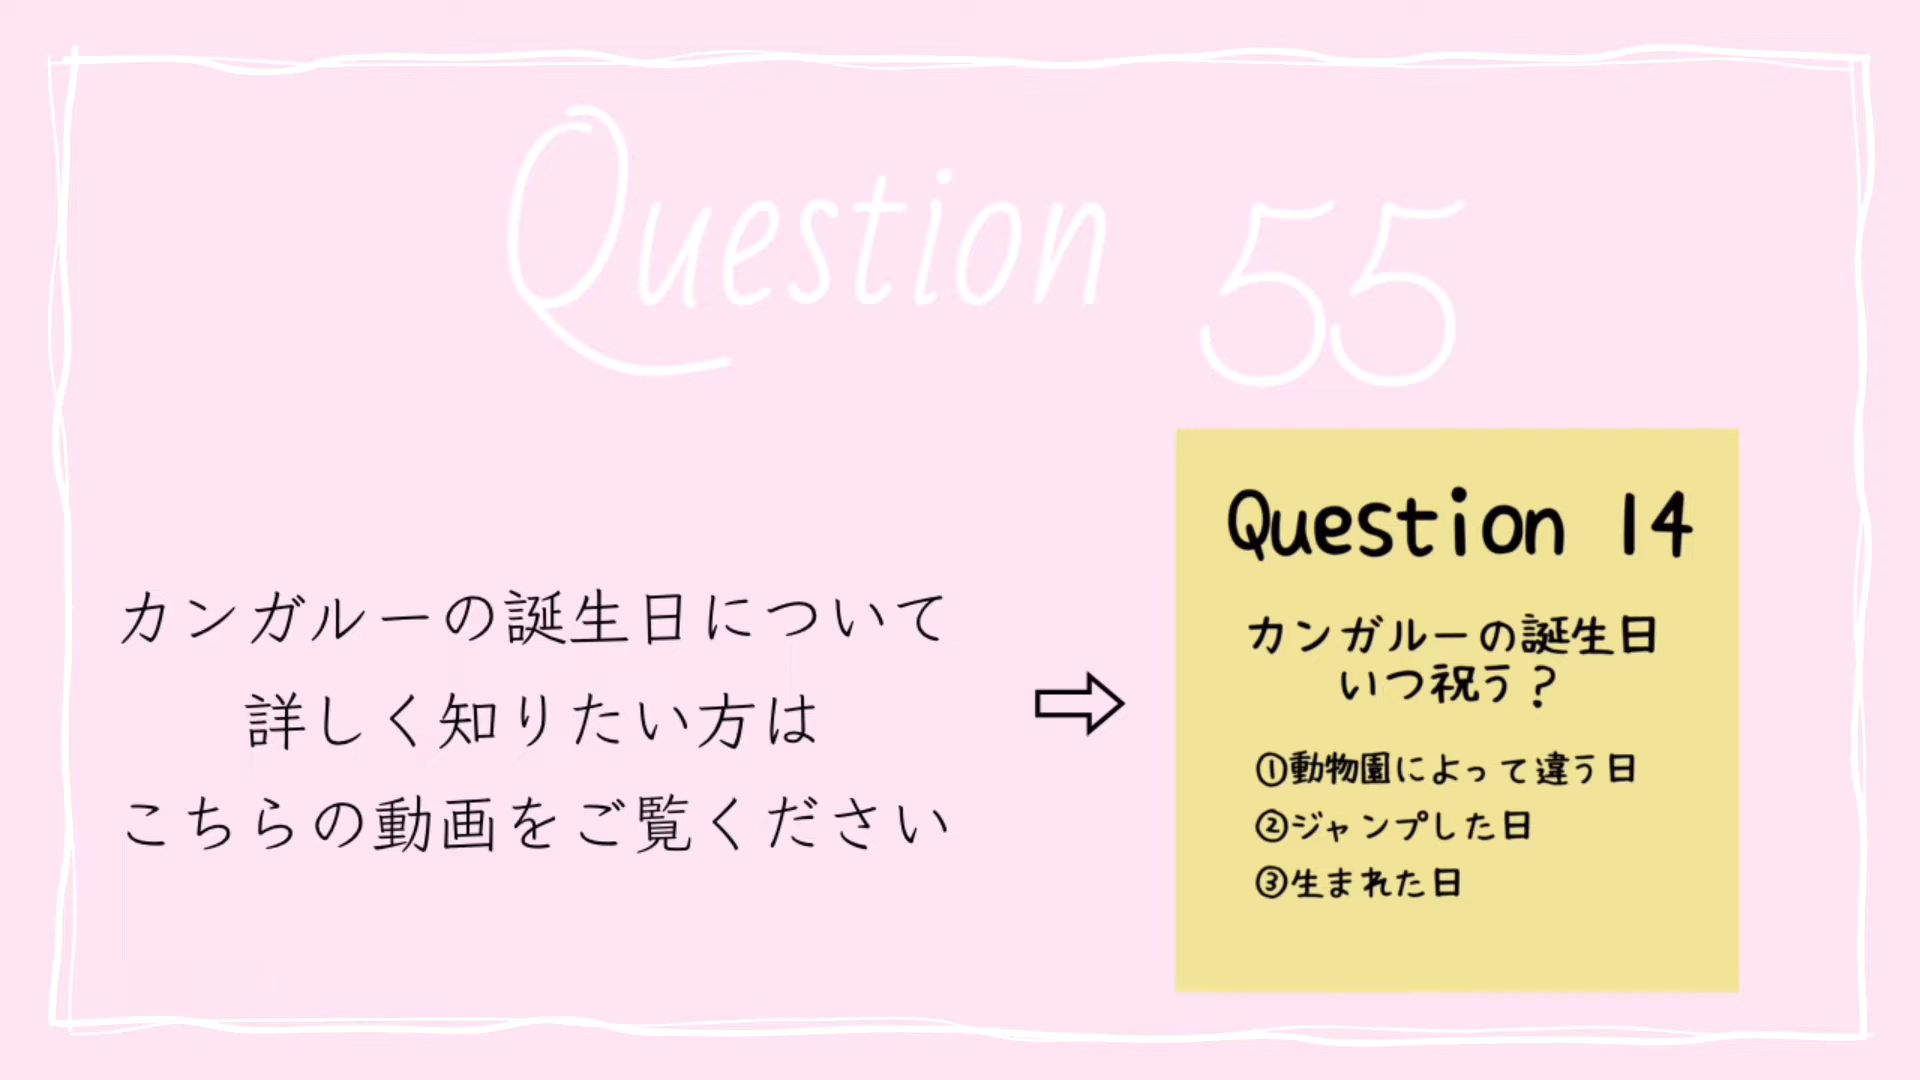 Question 55
カンガルーの誕生日について
詳しく知りたい方は
こちらの動画をご覧ください
⇨
Question 14
カンガルーの誕生日
いつ祝う？
①動物園によって違う日
②ジャンプした日
③生まれた日